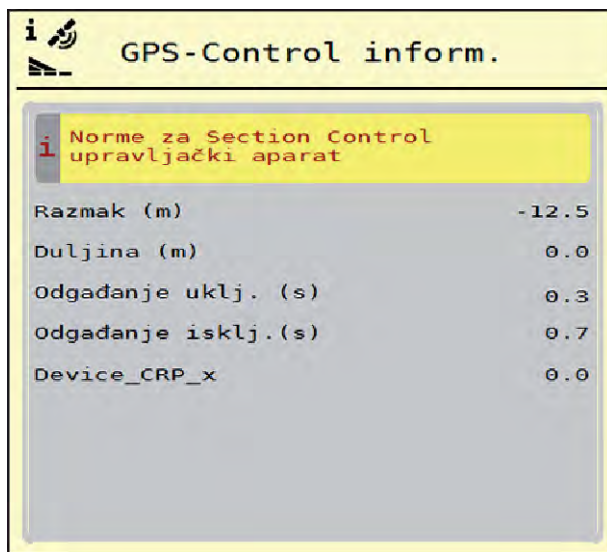 i
GPS-Control inform.
i Norme za Section Control
upravljački aparat
Razmak (m) -12.5
Duljina (m) 0.0
Odgađanje uklj. (s) 0.3
Odgađanje isklj.(s) 0.7
Device_CRP_x 0.0